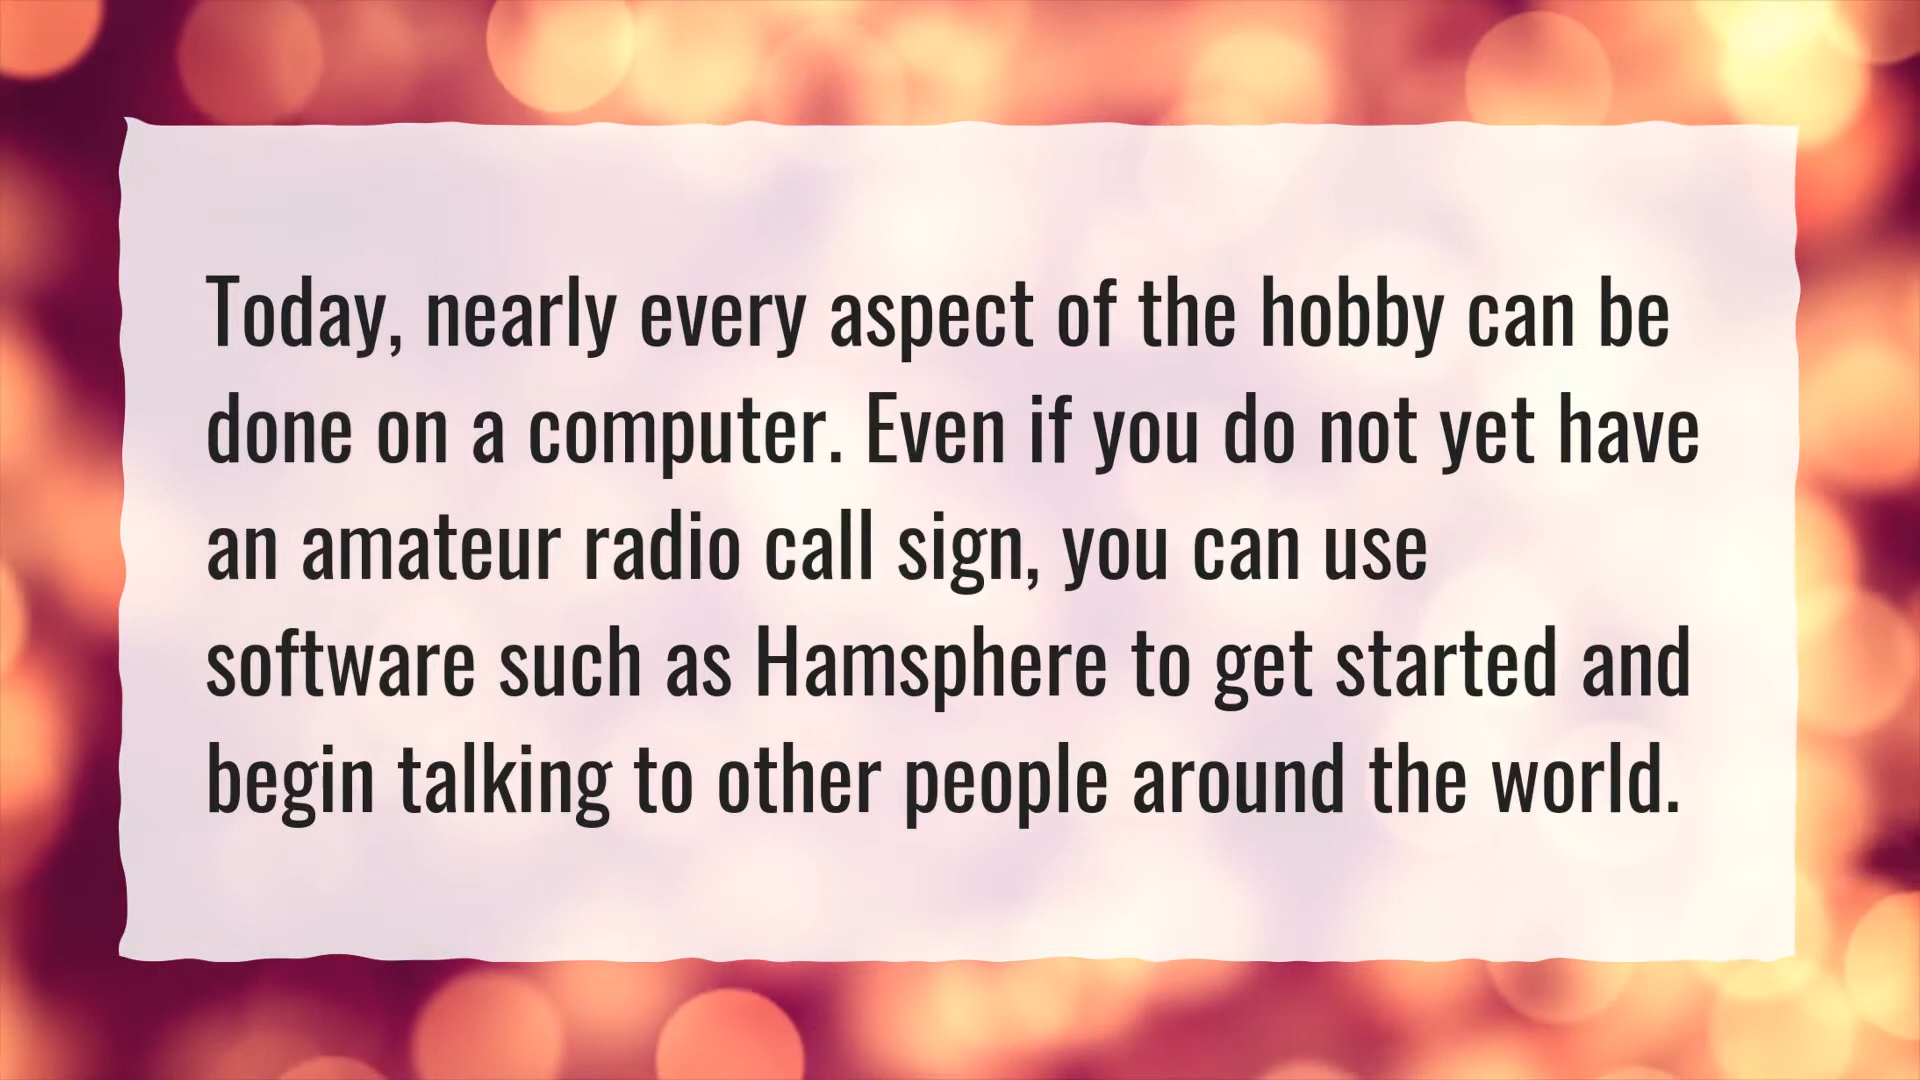 Today, nearly every aspect of the hobby can be
done on a computer. Even if you do not yet have
an amateur radio call sign, you can use
software such as Hamsphere to get started and
begin talking to other people around the world.